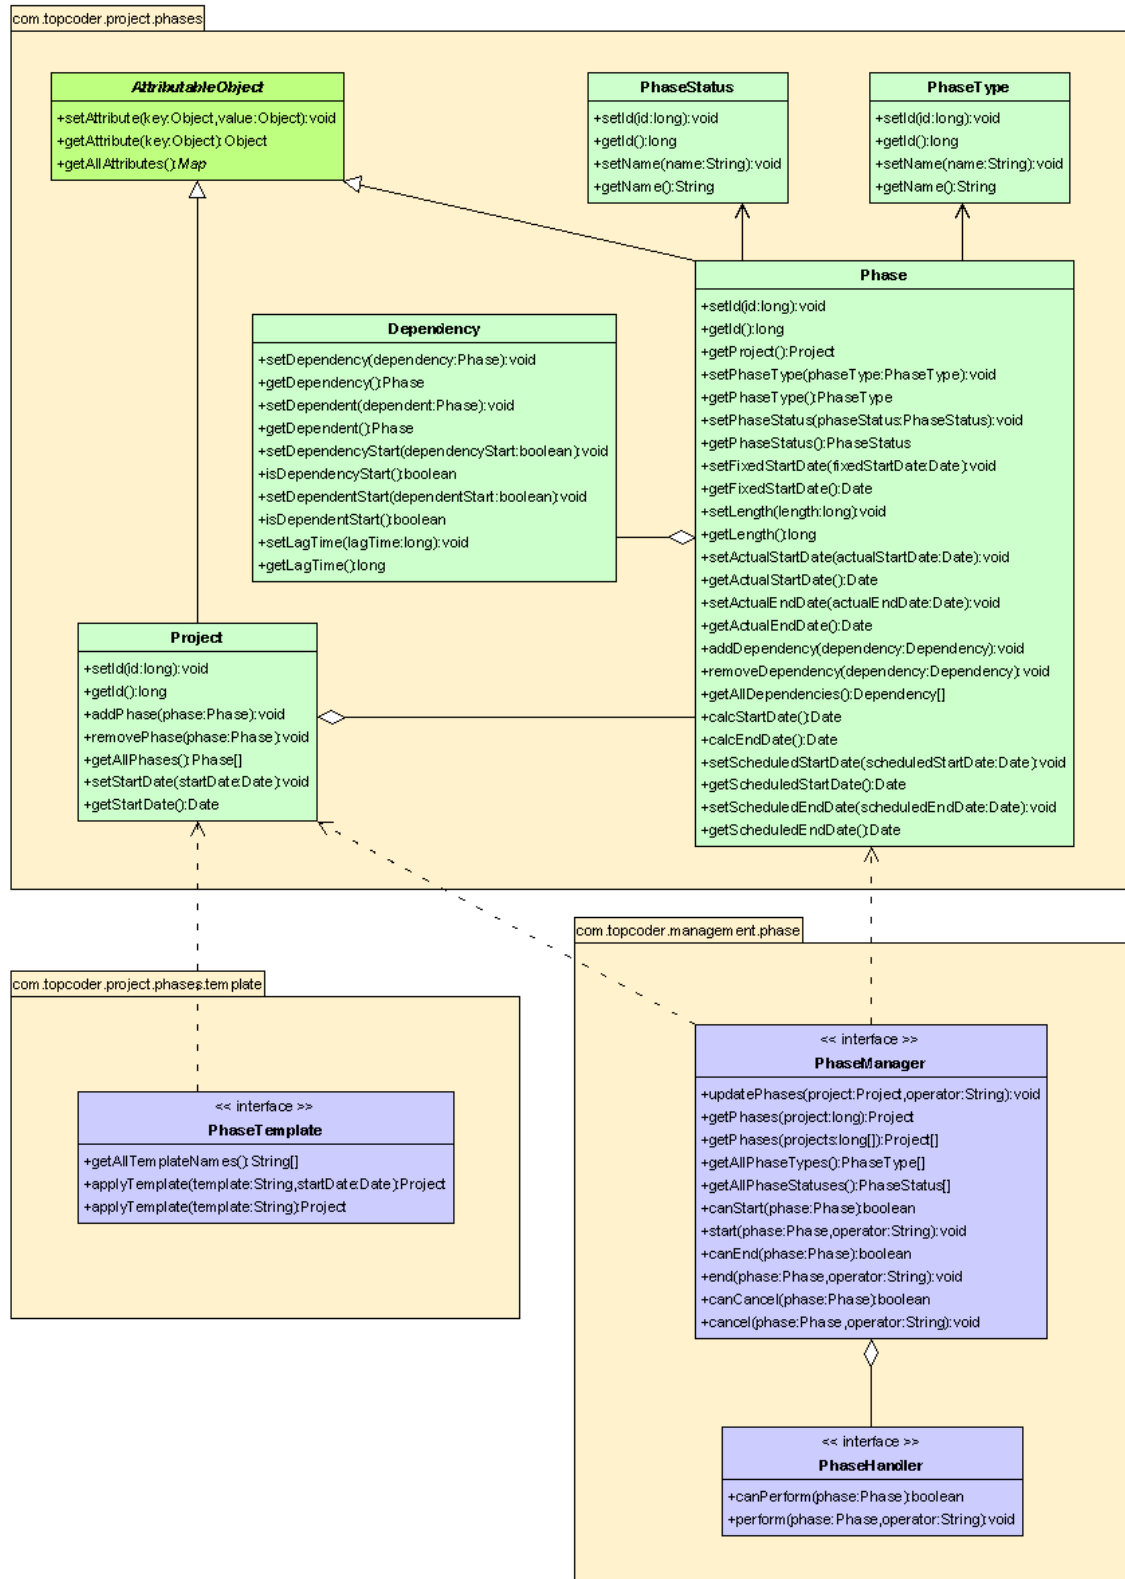 com.topcoder.project.phases
AttributableObject
+setAttribute(key:Object,value:Object):void
+getAttribute(key:Object):Object
+getAllAttributes():Map
PhaseStatus
+setId(id:long):void
+getId():long
+setName(name:String):void
+getName():String
PhaseType
+setId(id:long):void
+getId():long
+setName(name:String):void
+getName():String
Phase
+setId(id:long):void
+getId():long
+getProject():Project
+setPhaseType(phaseType:PhaseType):void
+getPhaseType():PhaseType
+setPhaseStatus(phaseStatus:PhaseStatus):void
+getPhaseStatus():PhaseStatus
+setFixedStartDate(fixedStartDate:Date):void
+getFixedStartDate():Date
+setLength(length:long):void
+getLength():long
+setActualStartDate(actualStartDate:Date):void
+getActualStartDate():Date
+setActualEndDate(actualEndDate:Date):void
+getActualEndDate():Date
+addDependency(dependency:Dependency):void
+removeDependency(dependency:Dependency):void
+getAllDependencies():Dependency[]
+calcStartDate():Date
+calcEndDate():Date
+setScheduledStartDate(scheduledStartDate:Date):void
+getScheduledStartDate():Date
+setScheduledEndDate(scheduledEndDate:Date):void
+getScheduledEndDate():Date
Dependency
+setDependency(dependency:Phase):void
+getDependency():Phase
+setDependent(dependent:Phase):void
+getDependent():Phase
+setDependencyStart(dependencyStart:boolean):void
+isDependencyStart():boolean
+setDependentStart(dependentStart:boolean):void
+isDependentStart():boolean
+setLagTime(lagTime:long):void
+getLagTime():long
Project
+setId(id:long):void
+getId():long
+addPhase(phase:Phase):void
+removePhase(phase:Phase):void
+getAllPhases():Phase[]
+setStartDate(startDate:Date):void
+getStartDate():Date
com.topcoder.project.phases.template
<< interface >>
PhaseTemplate
+getAllTemplateNames():String[]
+applyTemplate(template:String,startDate:Date):Project
+applyTemplate(template:String):Project
com.topcoder.management.phase
<< interface >>
PhaseManager
+updatePhases(project:Project,operator:String):void
+getPhases(project:long):Project
+getPhases(projects:long[]):Project[]
+getAllPhaseTypes():PhaseType[]
+getAllPhaseStatuses():PhaseStatus[]
+canStart(phase:Phase):boolean
+start(phase:Phase,operator:String):void
+canEnd(phase:Phase):boolean
+end(phase:Phase,operator:String):void
+canCancel(phase:Phase):boolean
+cancel(phase:Phase,operator:String):void
<< interface >>
PhaseHandler
+canPerform(phase:Phase):boolean
+perform(phase:Phase,operator:String):void